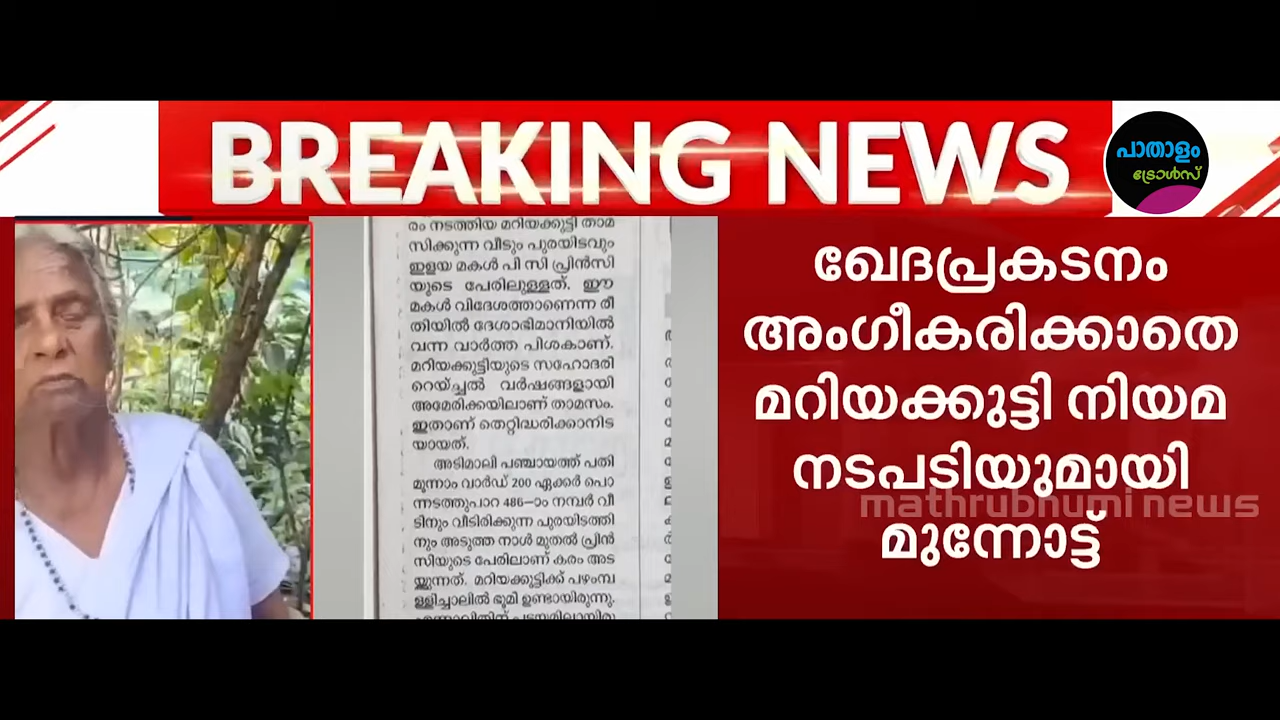 BREAKING NEWS
പാതാളം
ട്രോൾസ്
രം നടത്തിയ മറിയക്കുട്ടി താമ
സിക്കുന്ന വീടും പുരയിടവും
ഇളയ മകൾ പി സി പ്രിൻസി
യുടെ പേരിലുള്ളത്. ഈ
മകൾ വിദേശത്താണെന്ന രീ
തിയിൽ ദേശാഭിമാനിയിൽ
വന്ന വാർത്ത പിശകാണ്.
മറിയക്കുട്ടിയുടെ സഹോദരി
റെയ്ച്ചൽ വർഷങ്ങളായി
അമേരിക്കയിലാണ് താമസം.
ഇതാണ് തെറ്റിദ്ധരിക്കാനിട
യായത്.
അടിമാലി പഞ്ചായത്ത് പതി
മൂന്നാം വാർഡ് 200 ഏക്കർ പൊ
ന്നടത്തുപാറ 486–ാം നമ്പർ വീ
ടിനും വീടിരിക്കുന്ന പുരയിടത്തി
നും അടുത്ത നാൾ മുതൽ പ്രിൻ
സിയുടെ പേരിലാണ് കരം അട
യ്ക്കുന്നത്. മറിയക്കുട്ടിക്ക് പഴംമ്പ
ള്ളിച്ചാലിൽ ഭൂമി ഉണ്ടായിരുന്നു.
ഖേദപ്രകടനം
അംഗീകരിക്കാതെ
മറിയക്കുട്ടി നിയമ
നടപടിയുമായി
mathrubhumi news
മുന്നോട്ട്